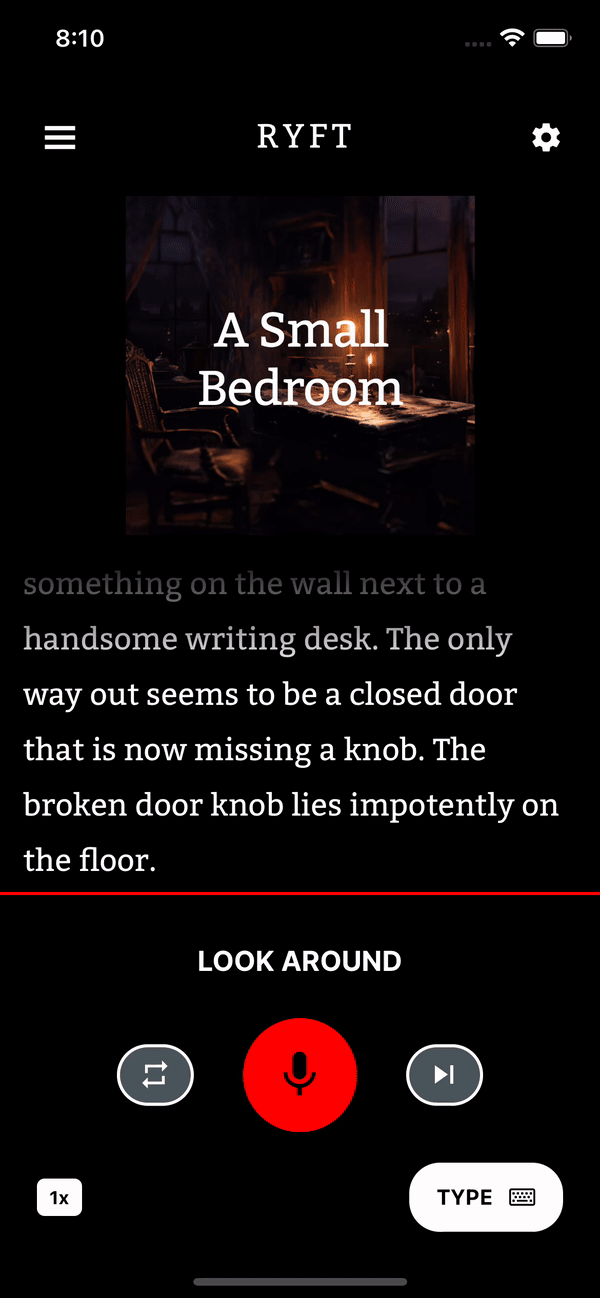 8:10
RYFT
A Small
Bedroom
something on the wall next to a
handsome writing desk. The only
way out seems to be a closed door
that is now missing a knob. The
broken door knob lies impotently on
the floor.
LOOK AROUND
1x
TYPE